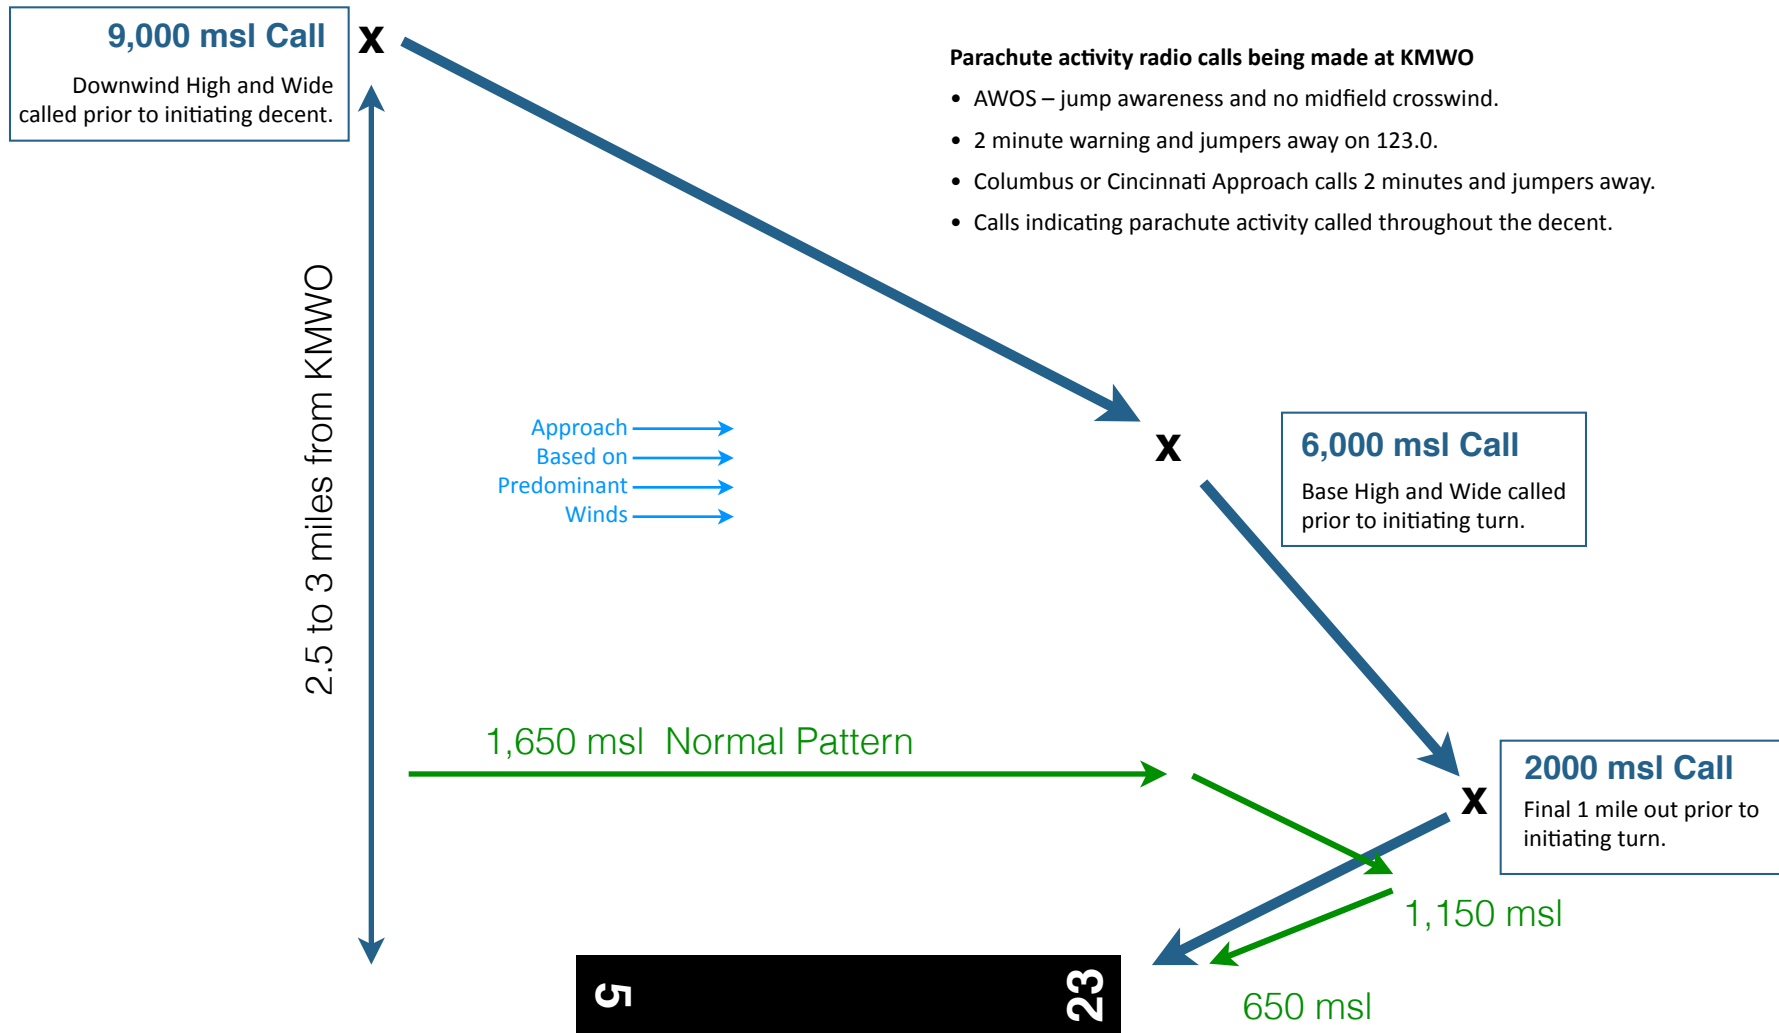 9,000 msl Call
X
Downwind High and Wide
called prior to initiating decent.
Parachute activity radio calls being made at KMWO
• AWOS – jump awareness and no midfield crosswind.
• 2 minute warning and jumpers away on 123.0.
• Columbus or Cincinnati Approach calls 2 minutes and jumpers away.
• Calls indicating parachute activity called throughout the decent.
2.5 to 3 miles from KMWO
Approach
Based on
Predominant
Winds
X
6,000 msl Call
Base High and Wide called
prior to initiating turn.
1,650 msl Normal Pattern
X
2000 msl Call
Final 1 mile out prior to
initiating turn.
1,150 msl
5
23
650 msl